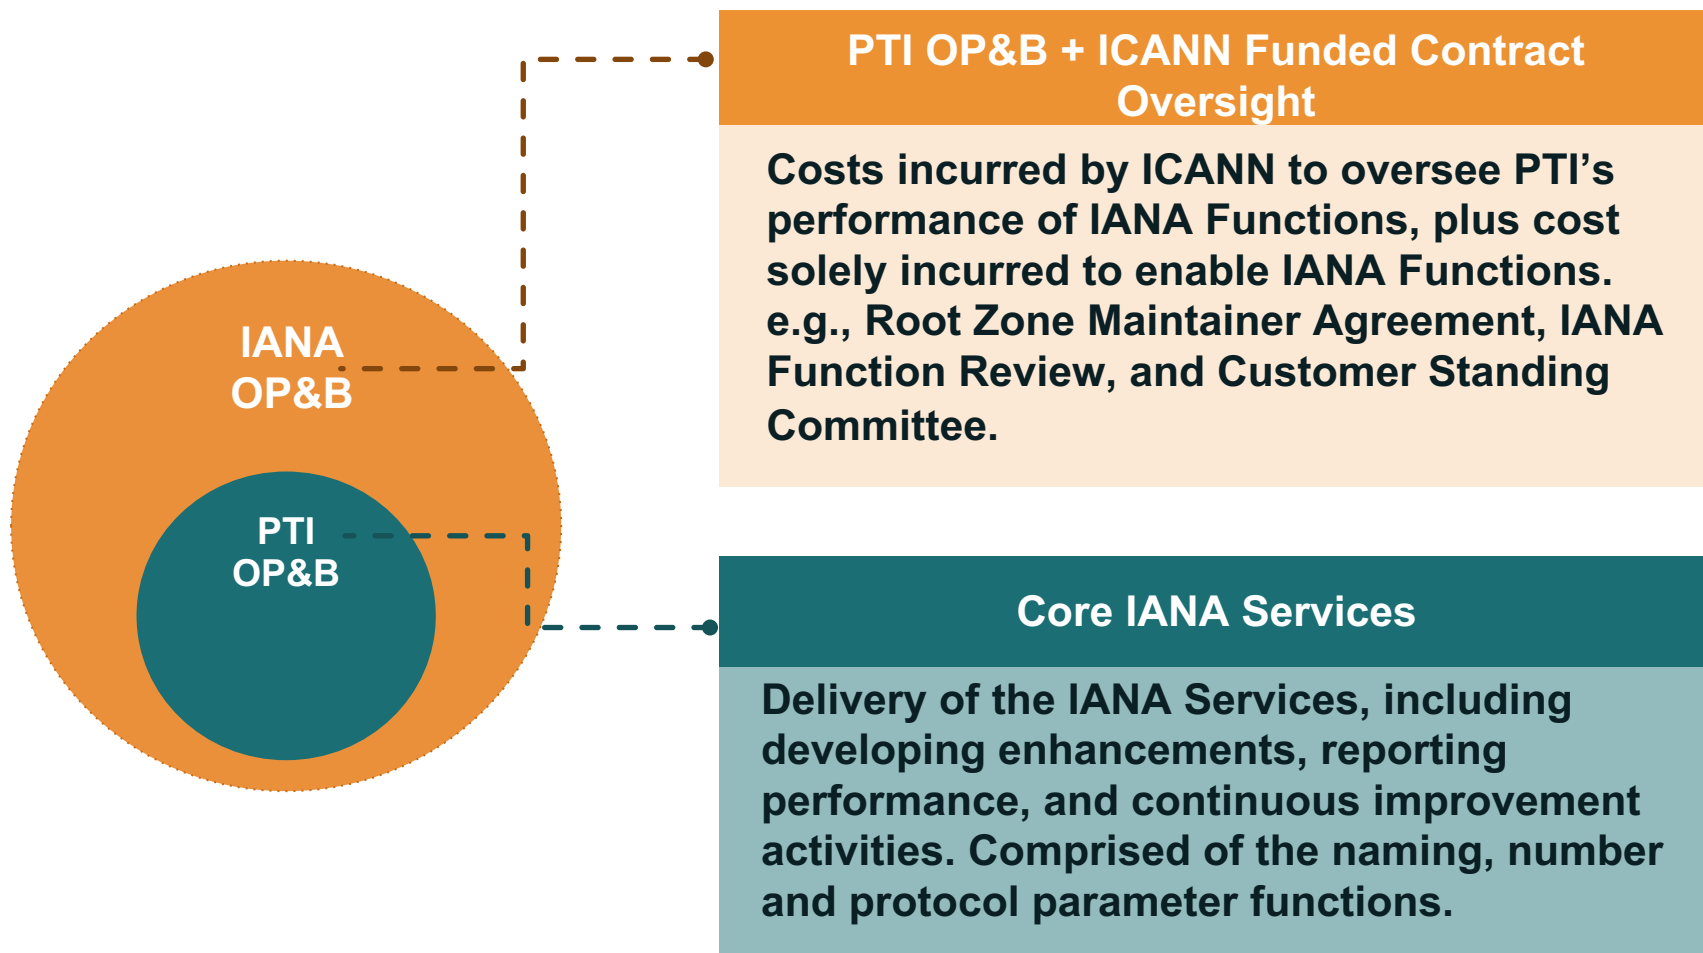 IANA
OP&B
PTI
OP&B
PTI OP&B + ICANN Funded Contract
Oversight
Costs incurred by ICANN to oversee PTI’s
performance of IANA Functions, plus cost
solely incurred to enable IANA Functions.
e.g., Root Zone Maintainer Agreement, IANA
Function Review, and Customer Standing
Committee.
Core IANA Services
Delivery of the IANA Services, including
developing enhancements, reporting
performance, and continuous improvement
activities. Comprised of the naming, number
and protocol parameter functions.